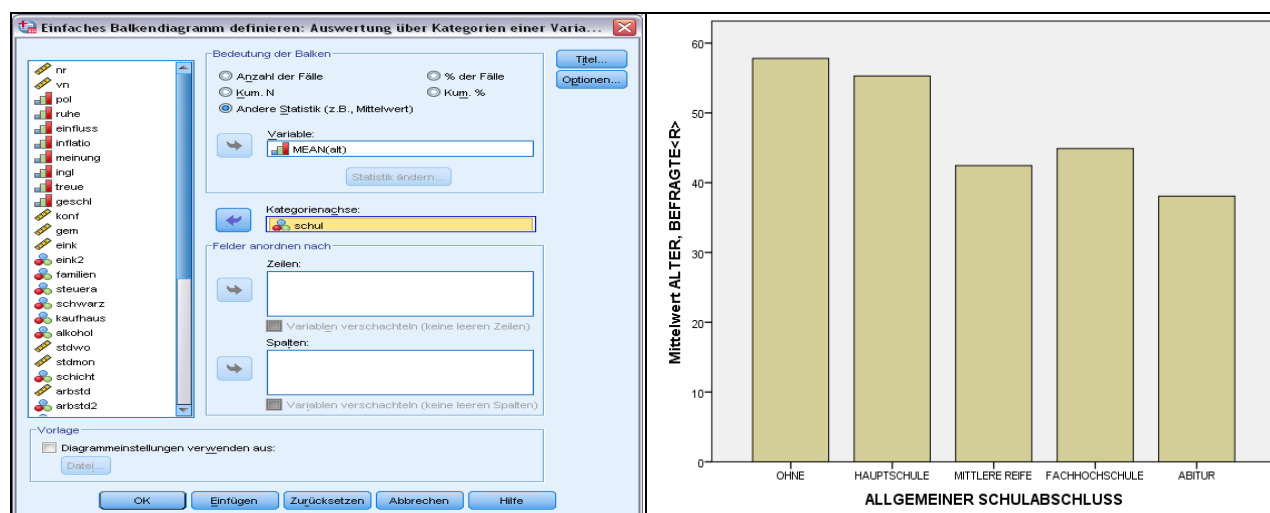 Einfaches Balkendiagramm definieren: Auswertung über Kategorien einer Varia...
nr
vn
pol
ruhe
einfluss
inflatio
meinung
ingl
treue
geschl
konf
gem
eink
eink2
familien
steuera
schwarz
kaufhaus
alkohol
stdwo
stdmon
schicht
arbstd
arbstd2
Bedeutung der Balken
Anzahl der Fälle
% der Fälle
Kum. N
Kum. %
Andere Statistik (z.B., Mittelwert)
Variable:
MEAN(alt)
Statistik ändern...
Kategorienachse:
schul
Felder anordnen nach
Zeilen:
Variablen verschachteln (keine leeren Zeilen)
Spalten:
Variablen verschachteln (keine leeren Spalten)
Titel...
Optionen...
Vorlage
Diagrammeinstellungen verwenden aus:
Datei...
OK
Einfügen
Zurücksetzen
Abbrechen
Hilfe
Mittelwert ALTER, BEFRAGTE<R>
60
50
40
30
20
10
0
OHNE
HAUPTSCHULE
MITTLERE REIFE
FACHHOCHSCHULE
ABITUR
ALLGEMEINER SCHULABSCHLUSS